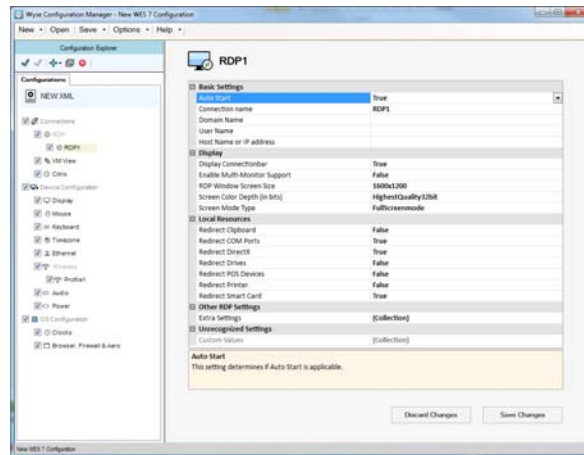 Wyse Configuration Manager - New WES 7 Configuration
New Open Save Options Help
Configuration Explorer
RDP1
Configurations
NEW XML
Connections
RDP
RDP1
VM View
Citrix
Device Configuration
Display
Mouse
Keyboard
Timezone
Ethernet
Wireless
Profile1
Audio
Power
OS Configuration
Clocks
Browser, Firewall & Aero
Basic Settings
Auto Start True
Connection name RDP1
Domain Name
User Name
Host Name or IP address
Display
Display Connectionbar True
Enable Multi-Monitor Support False
RDP Window Screen Size 1600x1200
Screen Color Depth (in bits) HighestQuality32bit
Screen Mode Type FullScreenmode
Local Resources
Redirect Clipboard False
Redirect COM Ports True
Redirect DirectX True
Redirect Drives False
Redirect POS Devices False
Redirect Printer False
Redirect Smart Card True
Other RDP Settings
Extra Settings (Collection)
Unrecognized Settings
Custom Values (Collection)
Auto Start
This setting determines if Auto Start is applicable.
Discard Changes Save Changes
New WES 7 Configuration